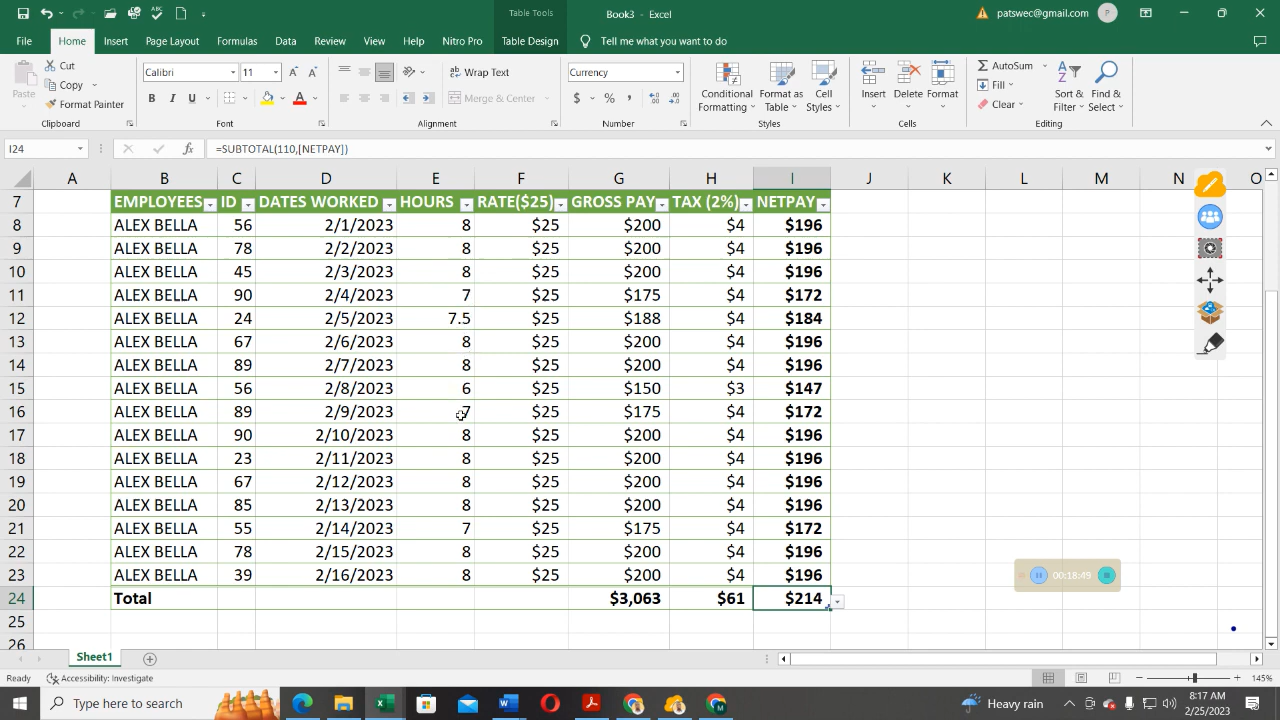 Table Tools
Book3 - Excel
patswec@gmail.com
P
File
Home
Insert
Page Layout
Formulas
Data
Review
View
Help
Nitro Pro
Table Design
Tell me what you want to do
Paste
Cut
Copy
Format Painter
Clipboard
Calibri
11
B I U
Font
Wrap Text
Merge & Center
Alignment
Currency
$ % ,
Number
Conditional Formatting
Format as Table
Cell Styles
Styles
Insert
Delete
Format
Cells
AutoSum
Fill
Clear
Sort & Filter
Find & Select
Editing
I24
fx
=SUBTOTAL(110,[NETPAY])
A B C D E F G H I J K L M N O
7 EMPLOYEES ID DATES WORKED HOURS RATE($25) GROSS PAY TAX (2%) NETPAY
8 ALEX BELLA 56 2/1/2023 8 $25 $200 $4 $196
9 ALEX BELLA 78 2/2/2023 8 $25 $200 $4 $196
10 ALEX BELLA 45 2/3/2023 8 $25 $200 $4 $196
11 ALEX BELLA 90 2/4/2023 7 $25 $175 $4 $172
12 ALEX BELLA 24 2/5/2023 7.5 $25 $188 $4 $184
13 ALEX BELLA 67 2/6/2023 8 $25 $200 $4 $196
14 ALEX BELLA 89 2/7/2023 8 $25 $200 $4 $196
15 ALEX BELLA 56 2/8/2023 6 $25 $150 $3 $147
16 ALEX BELLA 89 2/9/2023 7 $25 $175 $4 $172
17 ALEX BELLA 90 2/10/2023 8 $25 $200 $4 $196
18 ALEX BELLA 23 2/11/2023 8 $25 $200 $4 $196
19 ALEX BELLA 67 2/12/2023 8 $25 $200 $4 $196
20 ALEX BELLA 85 2/13/2023 8 $25 $200 $4 $196
21 ALEX BELLA 55 2/14/2023 7 $25 $175 $4 $172
22 ALEX BELLA 78 2/15/2023 8 $25 $200 $4 $196
23 ALEX BELLA 39 2/16/2023 8 $25 $200 $4 $196
24 Total $3,063 $61 $214
25
26
00:18:49
Sheet1
Ready
Accessibility: Investigate
145%
Type here to search
Heavy rain
8:17 AM
2/25/2023